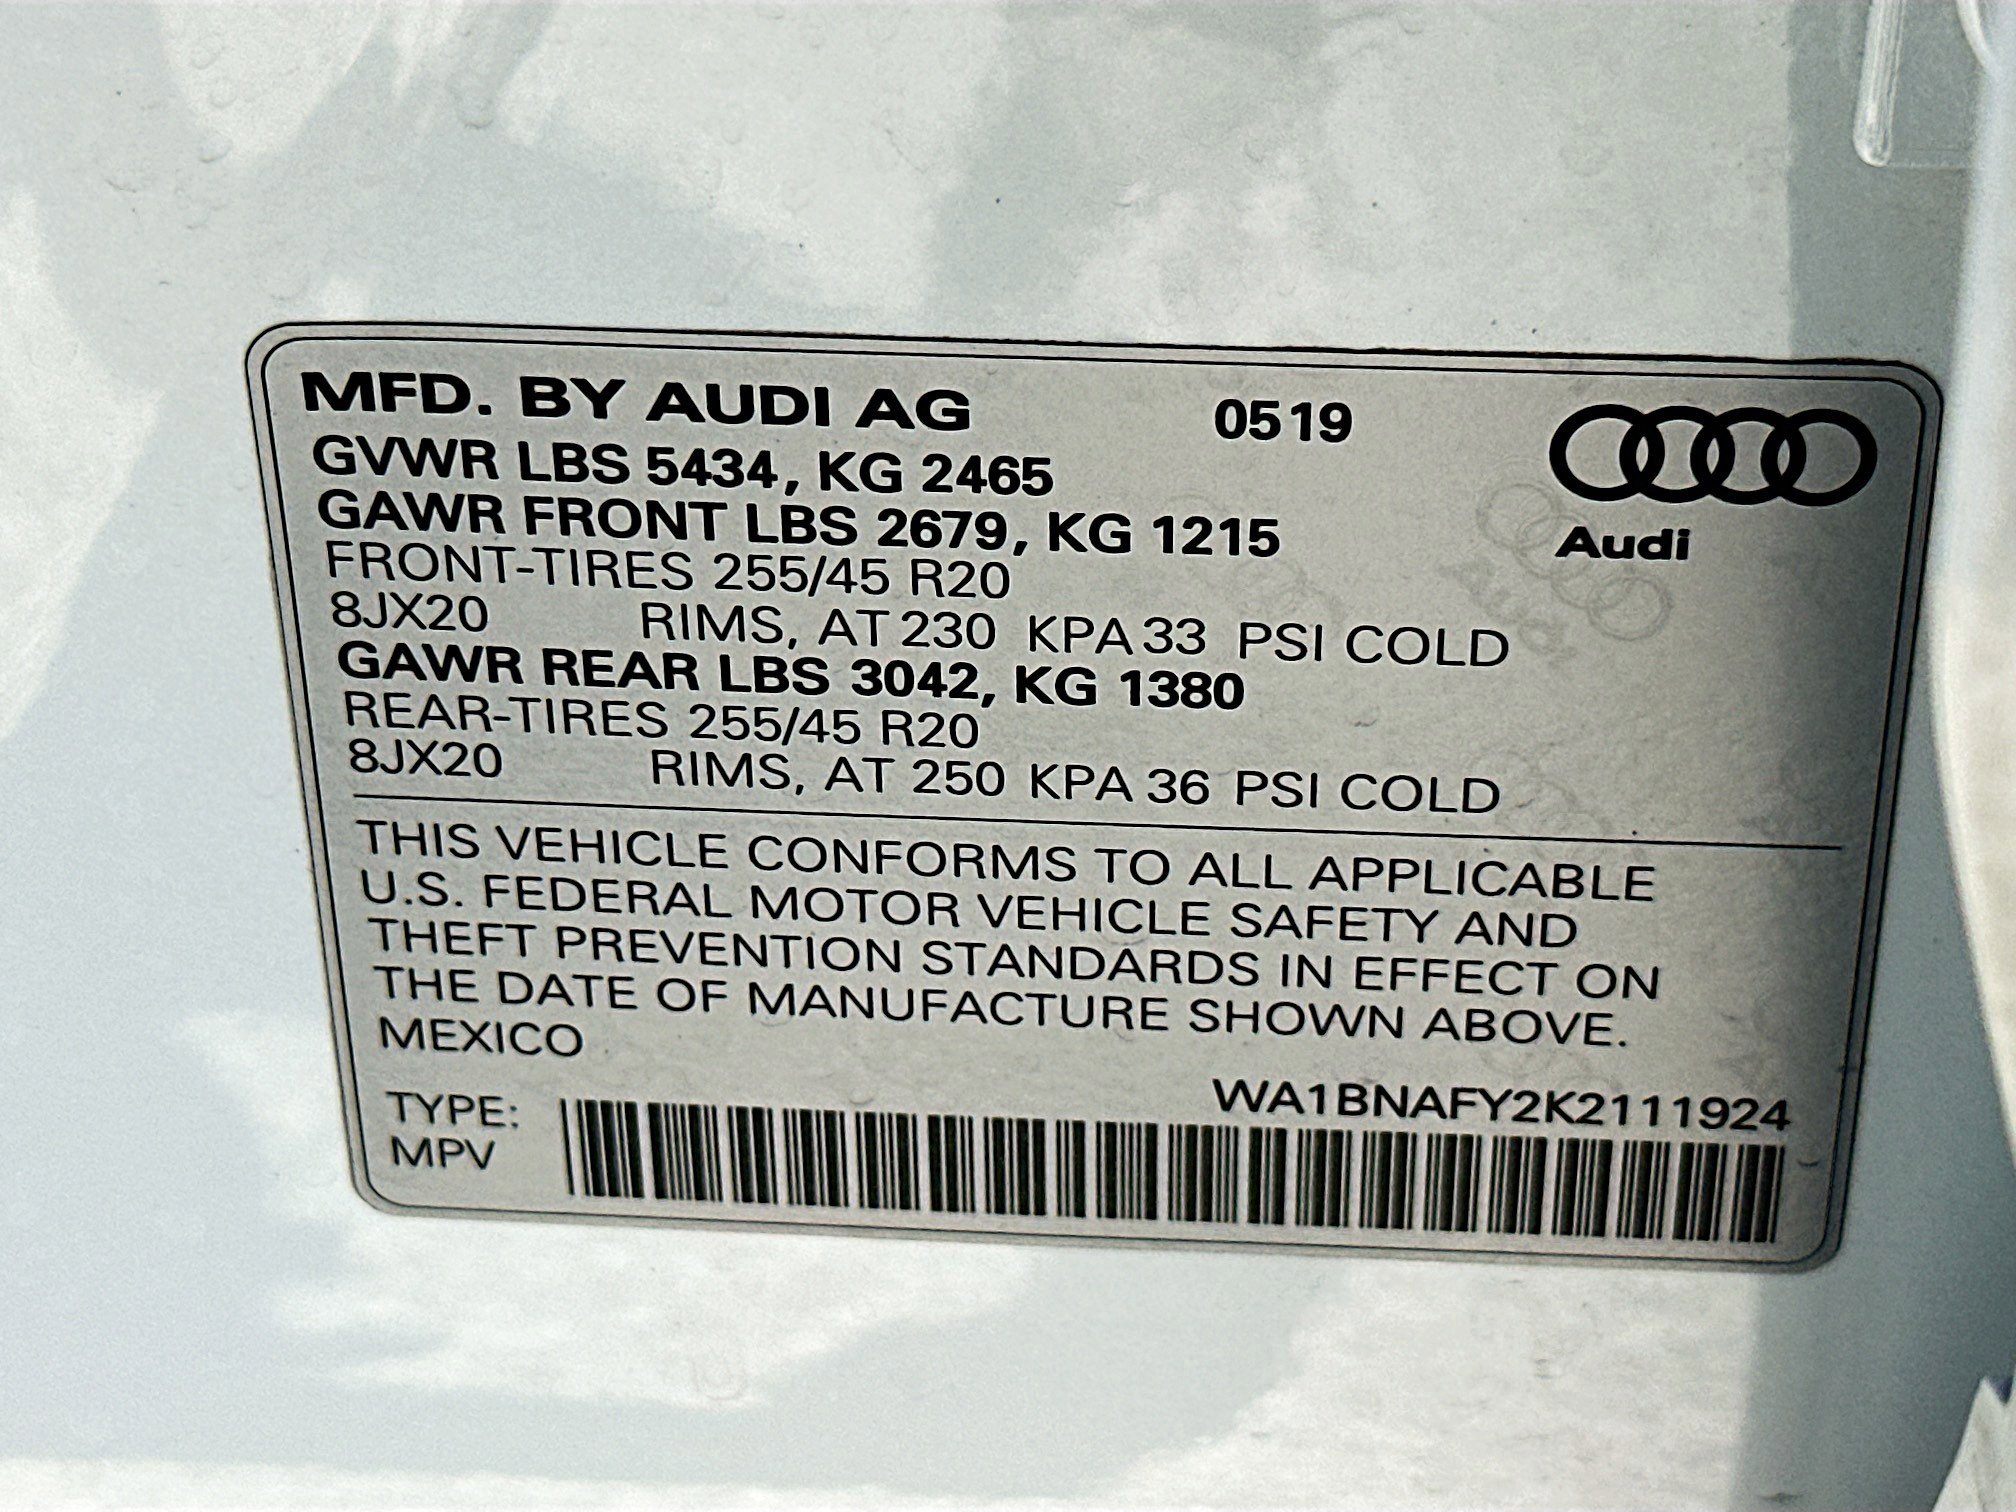 MFD. BY AUDI AG 0519
GVWR LBS 5434, KG 2465
GAWR FRONT LBS 2679, KG 1215
Audi
FRONT-TIRES 255/45 R20
8JX20 RIMS, AT 230 KPA 33 PSI COLD
GAWR REAR LBS 3042, KG 1380
REAR-TIRES 255/45 R20
8JX20 RIMS, AT 250 KPA 36 PSI COLD
THIS VEHICLE CONFORMS TO ALL APPLICABLE
U.S. FEDERAL MOTOR VEHICLE SAFETY AND
THEFT PREVENTION STANDARDS IN EFFECT ON
THE DATE OF MANUFACTURE SHOWN ABOVE.
MEXICO
WA1BNAFY2K2111924
TYPE:
MPV